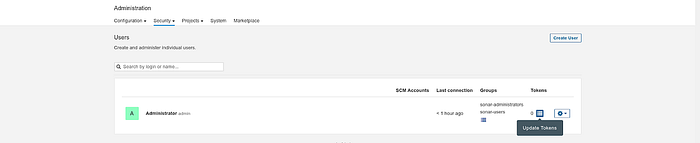 Administration
Configuration Security Projects System Marketplace
Users
Create User
Create and administer individual users.
Search by login or name...
SCM Accounts Last connection Groups Tokens
A Administrator admin < 1 hour ago sonar-administrators 0
sonar-users
Update Tokens